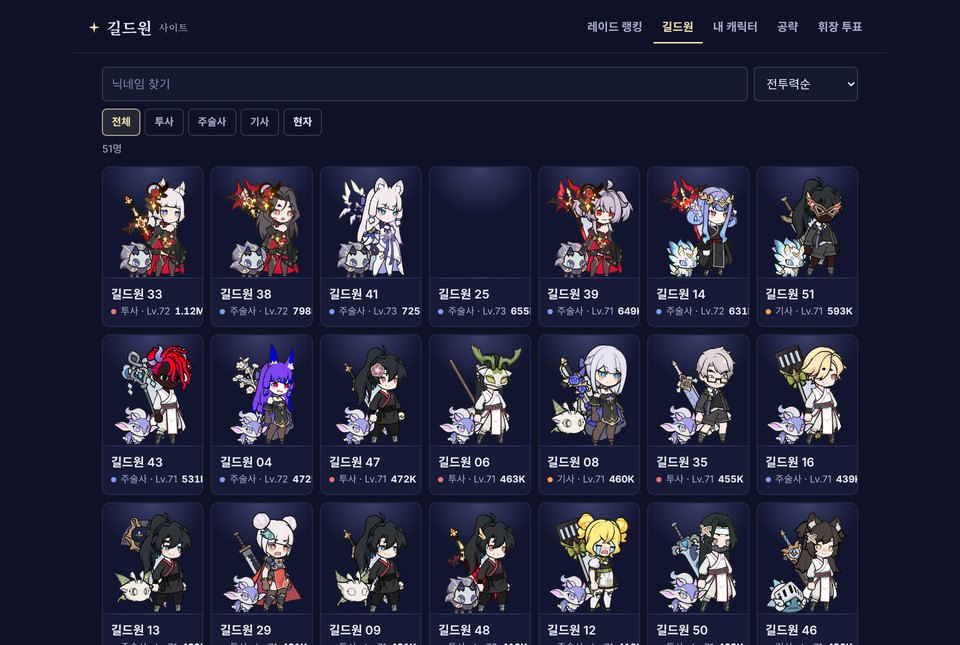 길드원 사이트
레이드 랭킹 길드원 내 캐릭터 공략 휘장 투표
닉네임 찾기 전투력순
전체 투사 주술사 기사 현자
51명
길드원 33 길드원 38 길드원 41 길드원 25 길드원 39 길드원 14 길드원 51
투사 · Lv.72 1.12M 주술사 · Lv.72 798 주술사 · Lv.73 725 주술사 · Lv.73 655 주술사 · Lv.71 649 주술사 · Lv.72 631 기사 · Lv.71 593K
길드원 43 길드원 04 길드원 47 길드원 06 길드원 08 길드원 35 길드원 16
주술사 · Lv.71 531 주술사 · Lv.72 472 투사 · Lv.71 472K 투사 · Lv.71 463K 기사 · Lv.71 460K 투사 · Lv.71 455K 주술사 · Lv.71 439
길드원 13 길드원 29 길드원 09 길드원 48 길드원 12 길드원 50 길드원 46